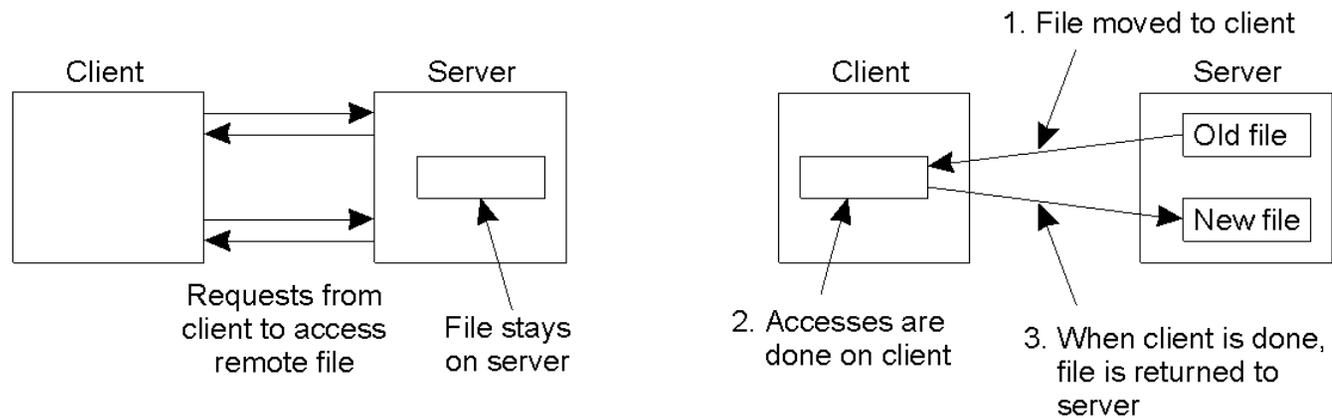 Client
Server
Requests from
client to access
remote file
File stays
on server
1. File moved to client
Client
Server
Old file
New file
2. Accesses are
done on client
3. When client is done,
file is returned to
server